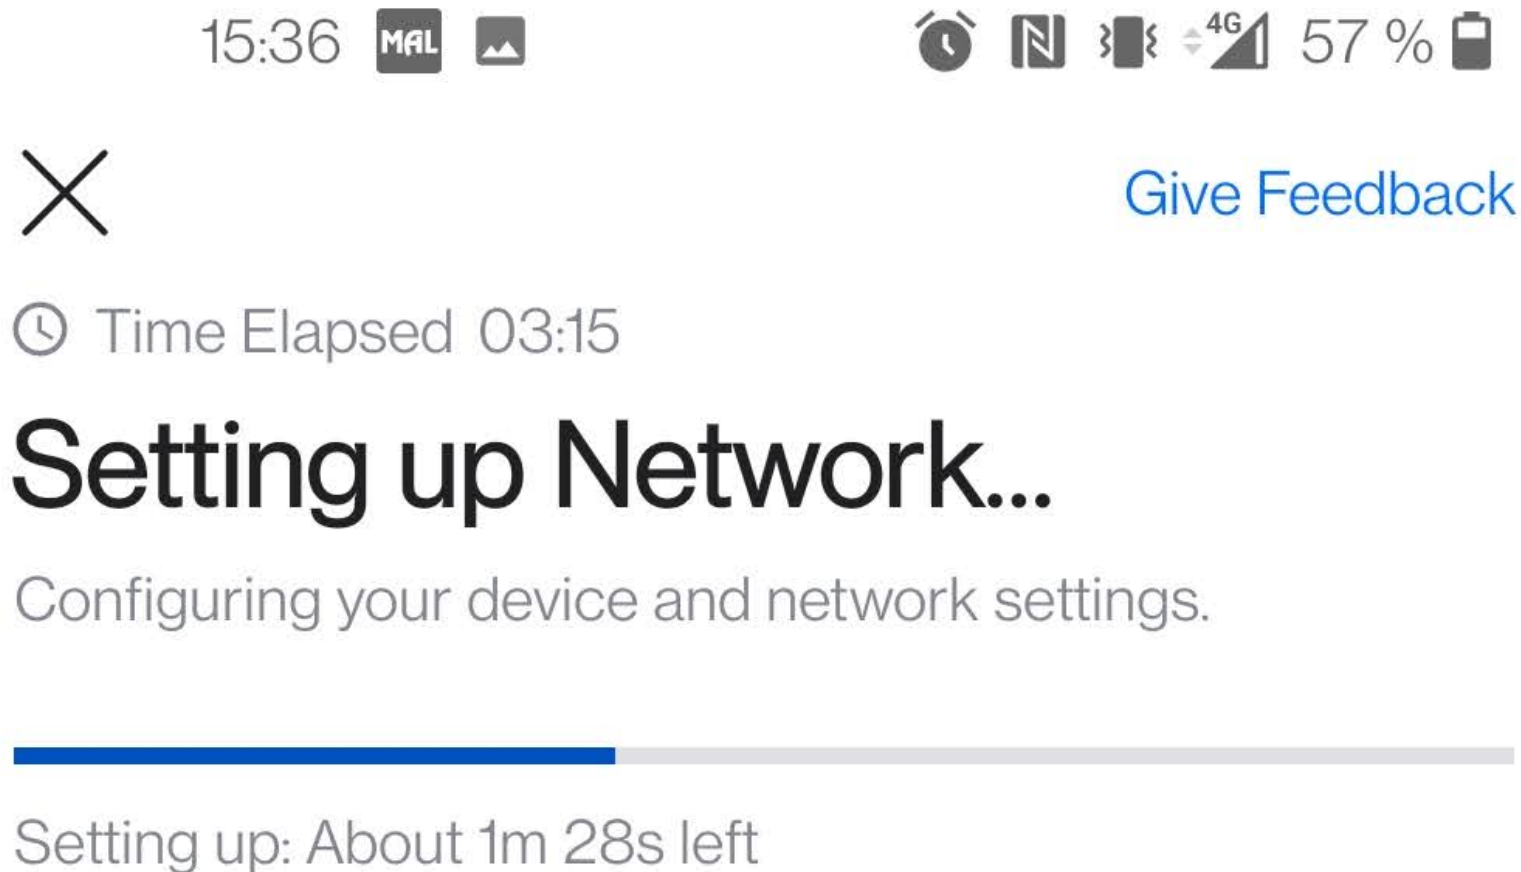 15:36 MAL 4G 57 %
Give Feedback
Time Elapsed 03:15
Setting up Network...
Configuring your device and network settings.
Setting up: About 1m 28s left